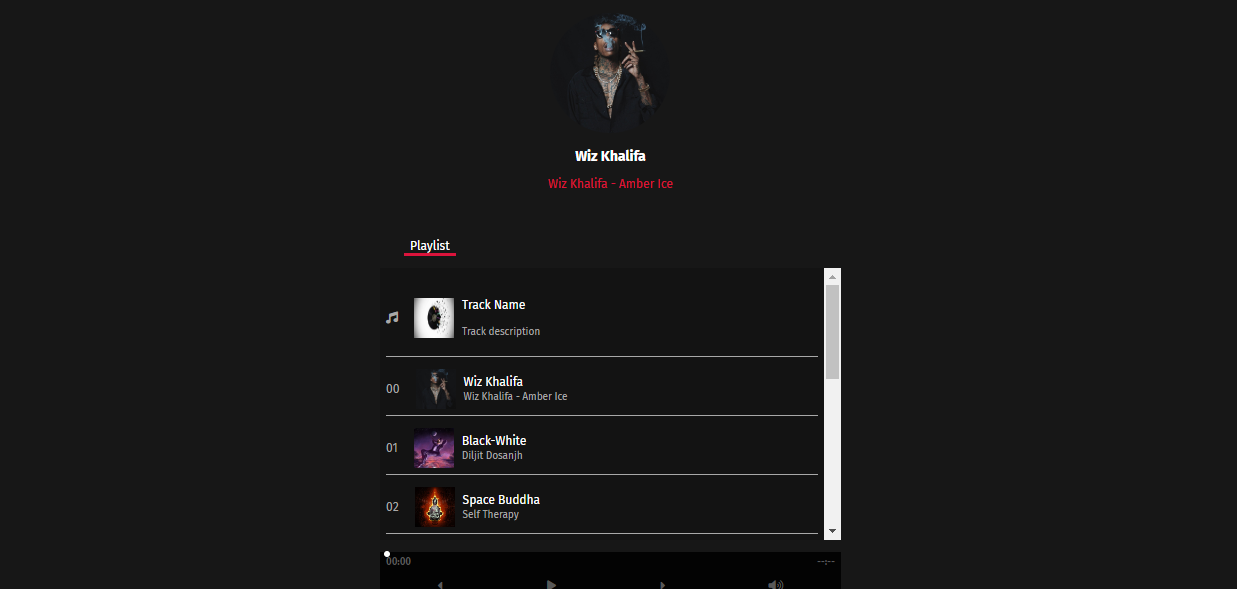 Wiz Khalifa
Wiz Khalifa - Amber Ice
Playlist
Track Name
Track description
00
Wiz Khalifa
Wiz Khalifa - Amber Ice
01
Black-White
Diljit Dosanjh
02
Space Buddha
Self Therapy
00:00
--:--